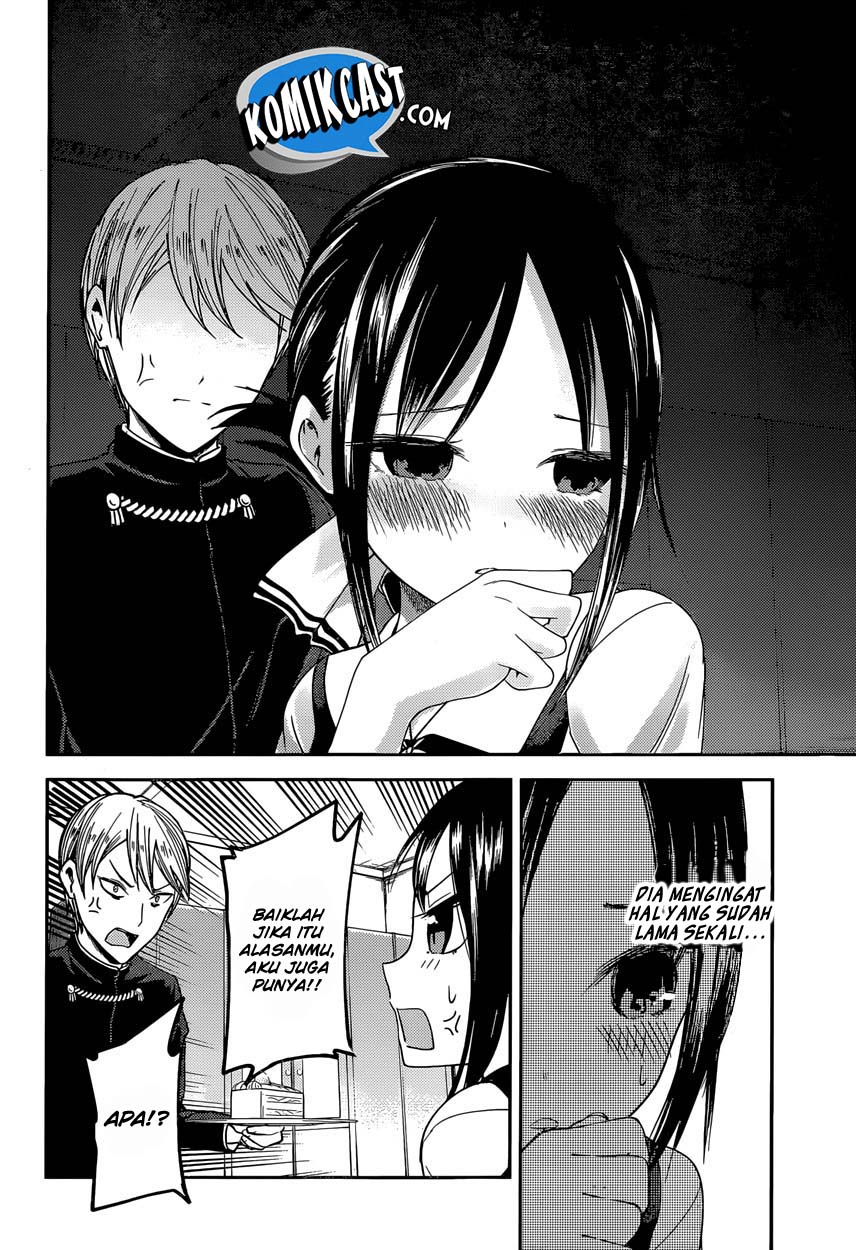 KOMIKCAST
.COM
DIA MENGINGAT
HAL YANG SUDAH
LAMA SEKALI...
BAIKLAH
JIKA ITU
ALASANMU,
AKU JUGA
PUNYA!!
APA!?